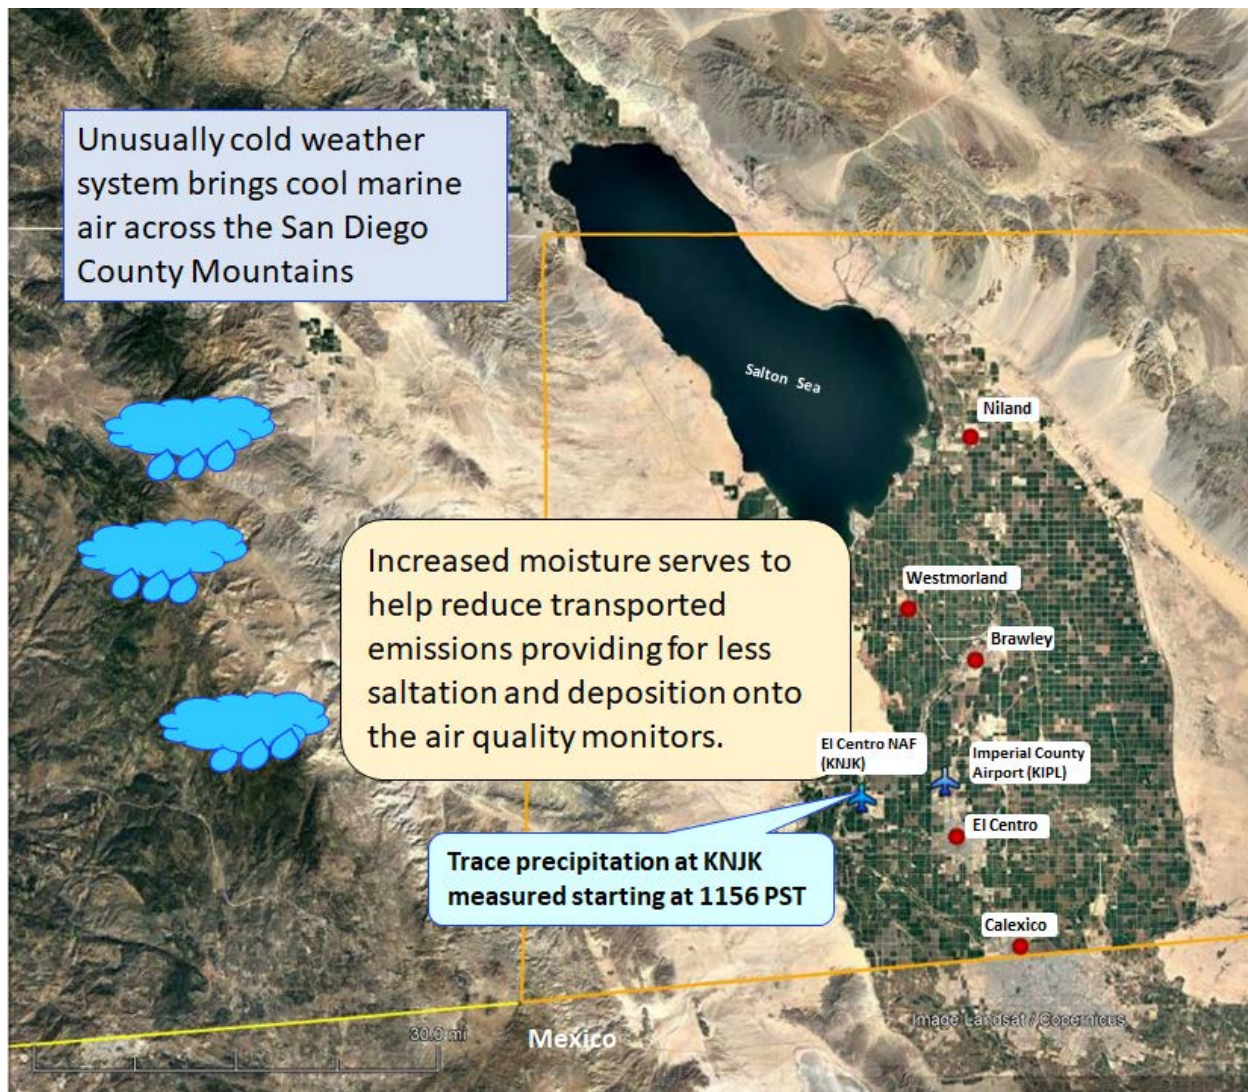 Unusually cold weather
system brings cool marine
air across the San Diego
County Mountains
Salton Sea
Niland
Increased moisture serves to
help reduce transported
emissions providing for less
saltation and deposition onto
the air quality monitors.
Westmorland
Brawley
El Centro NAF
(KNJK)
Imperial County
Airport (KIPL)
El Centro
Trace precipitation at KNJK
measured starting at 1156 PST
Calexico
Image Landsat / Copernicus
30.0 mi
Mexico